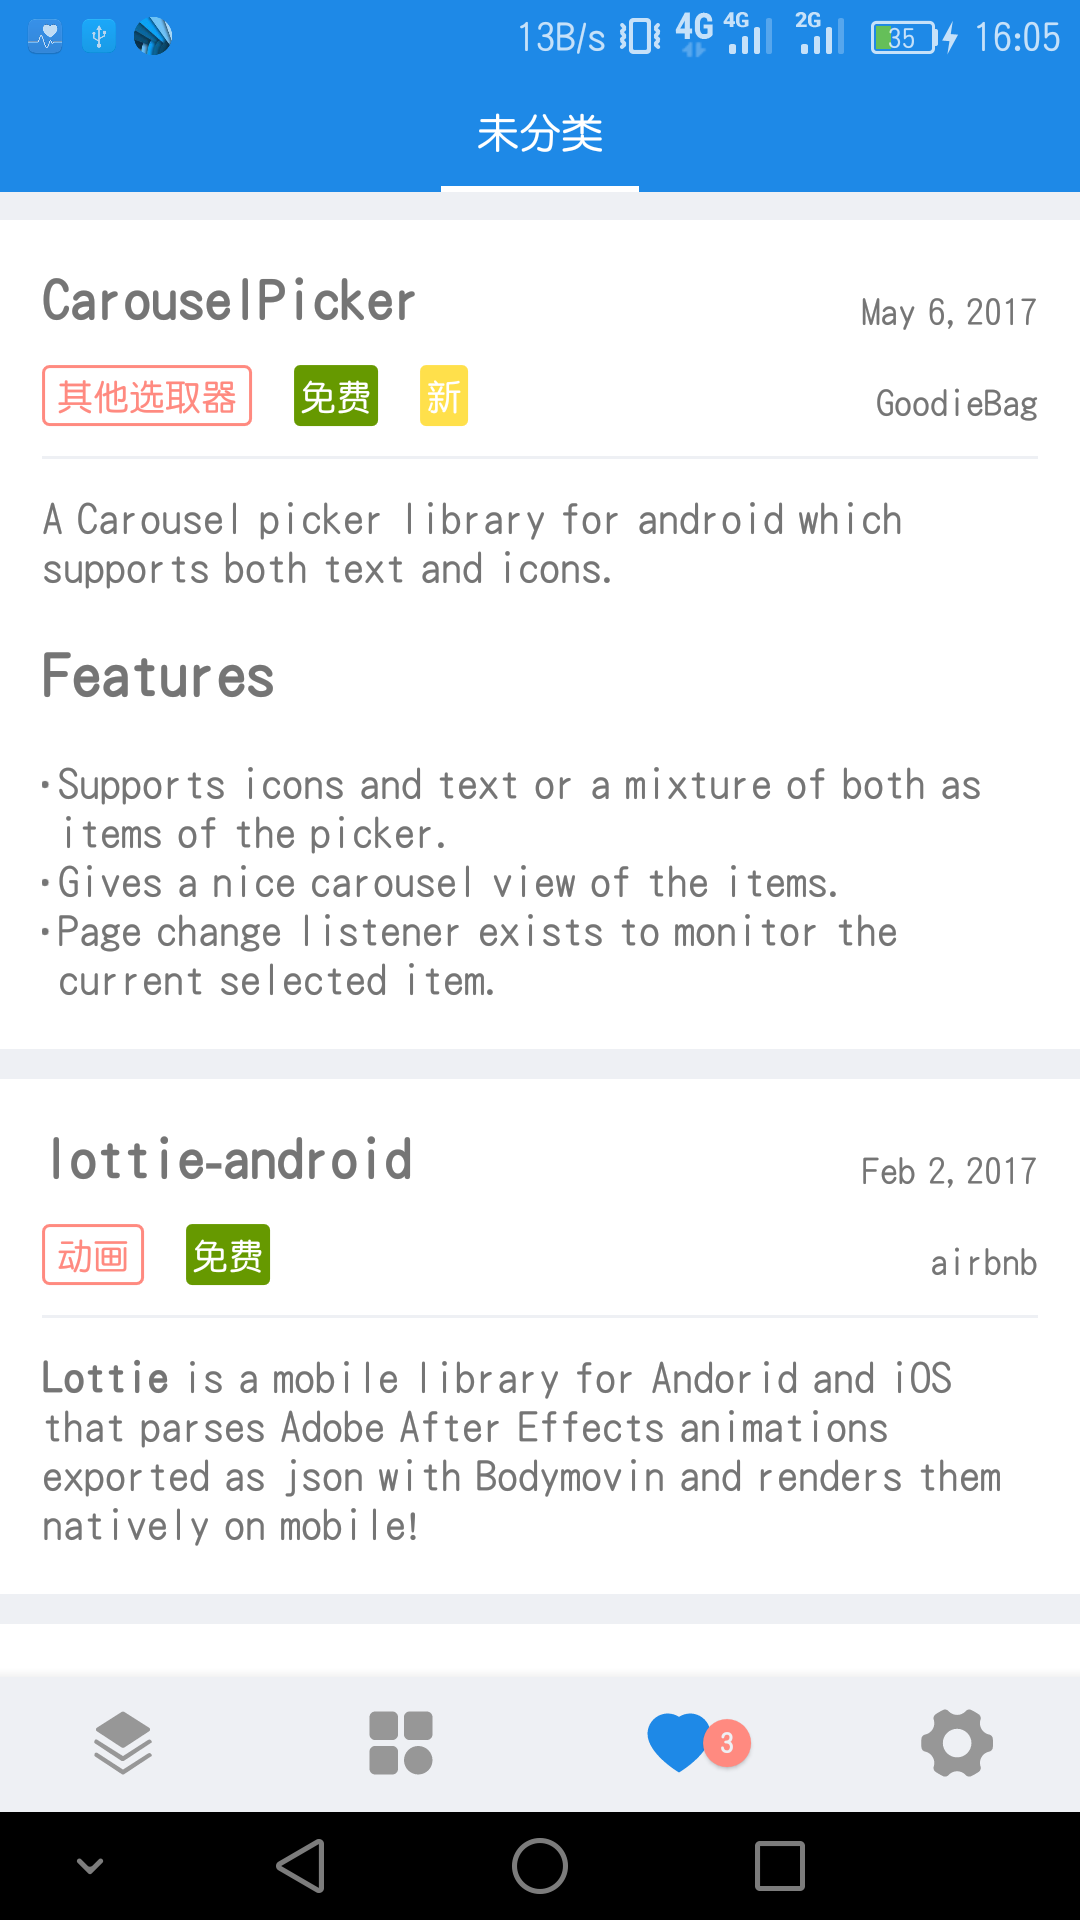 13B/s 4G 4G 2G 35 16:05
未分类
CarouselPicker
May 6, 2017
其他选取器 免费 新
GoodieBag
A Carousel picker library for android which
supports both text and icons.
Features
•Supports icons and text or a mixture of both as
items of the picker.
•Gives a nice carousel view of the items.
•Page change listener exists to monitor the
current selected item.
lottie-android
Feb 2, 2017
动画 免费
airbnb
Lottie is a mobile library for Andorid and iOS
that parses Adobe After Effects animations
exported as json with Bodymovin and renders them
natively on mobile!
3